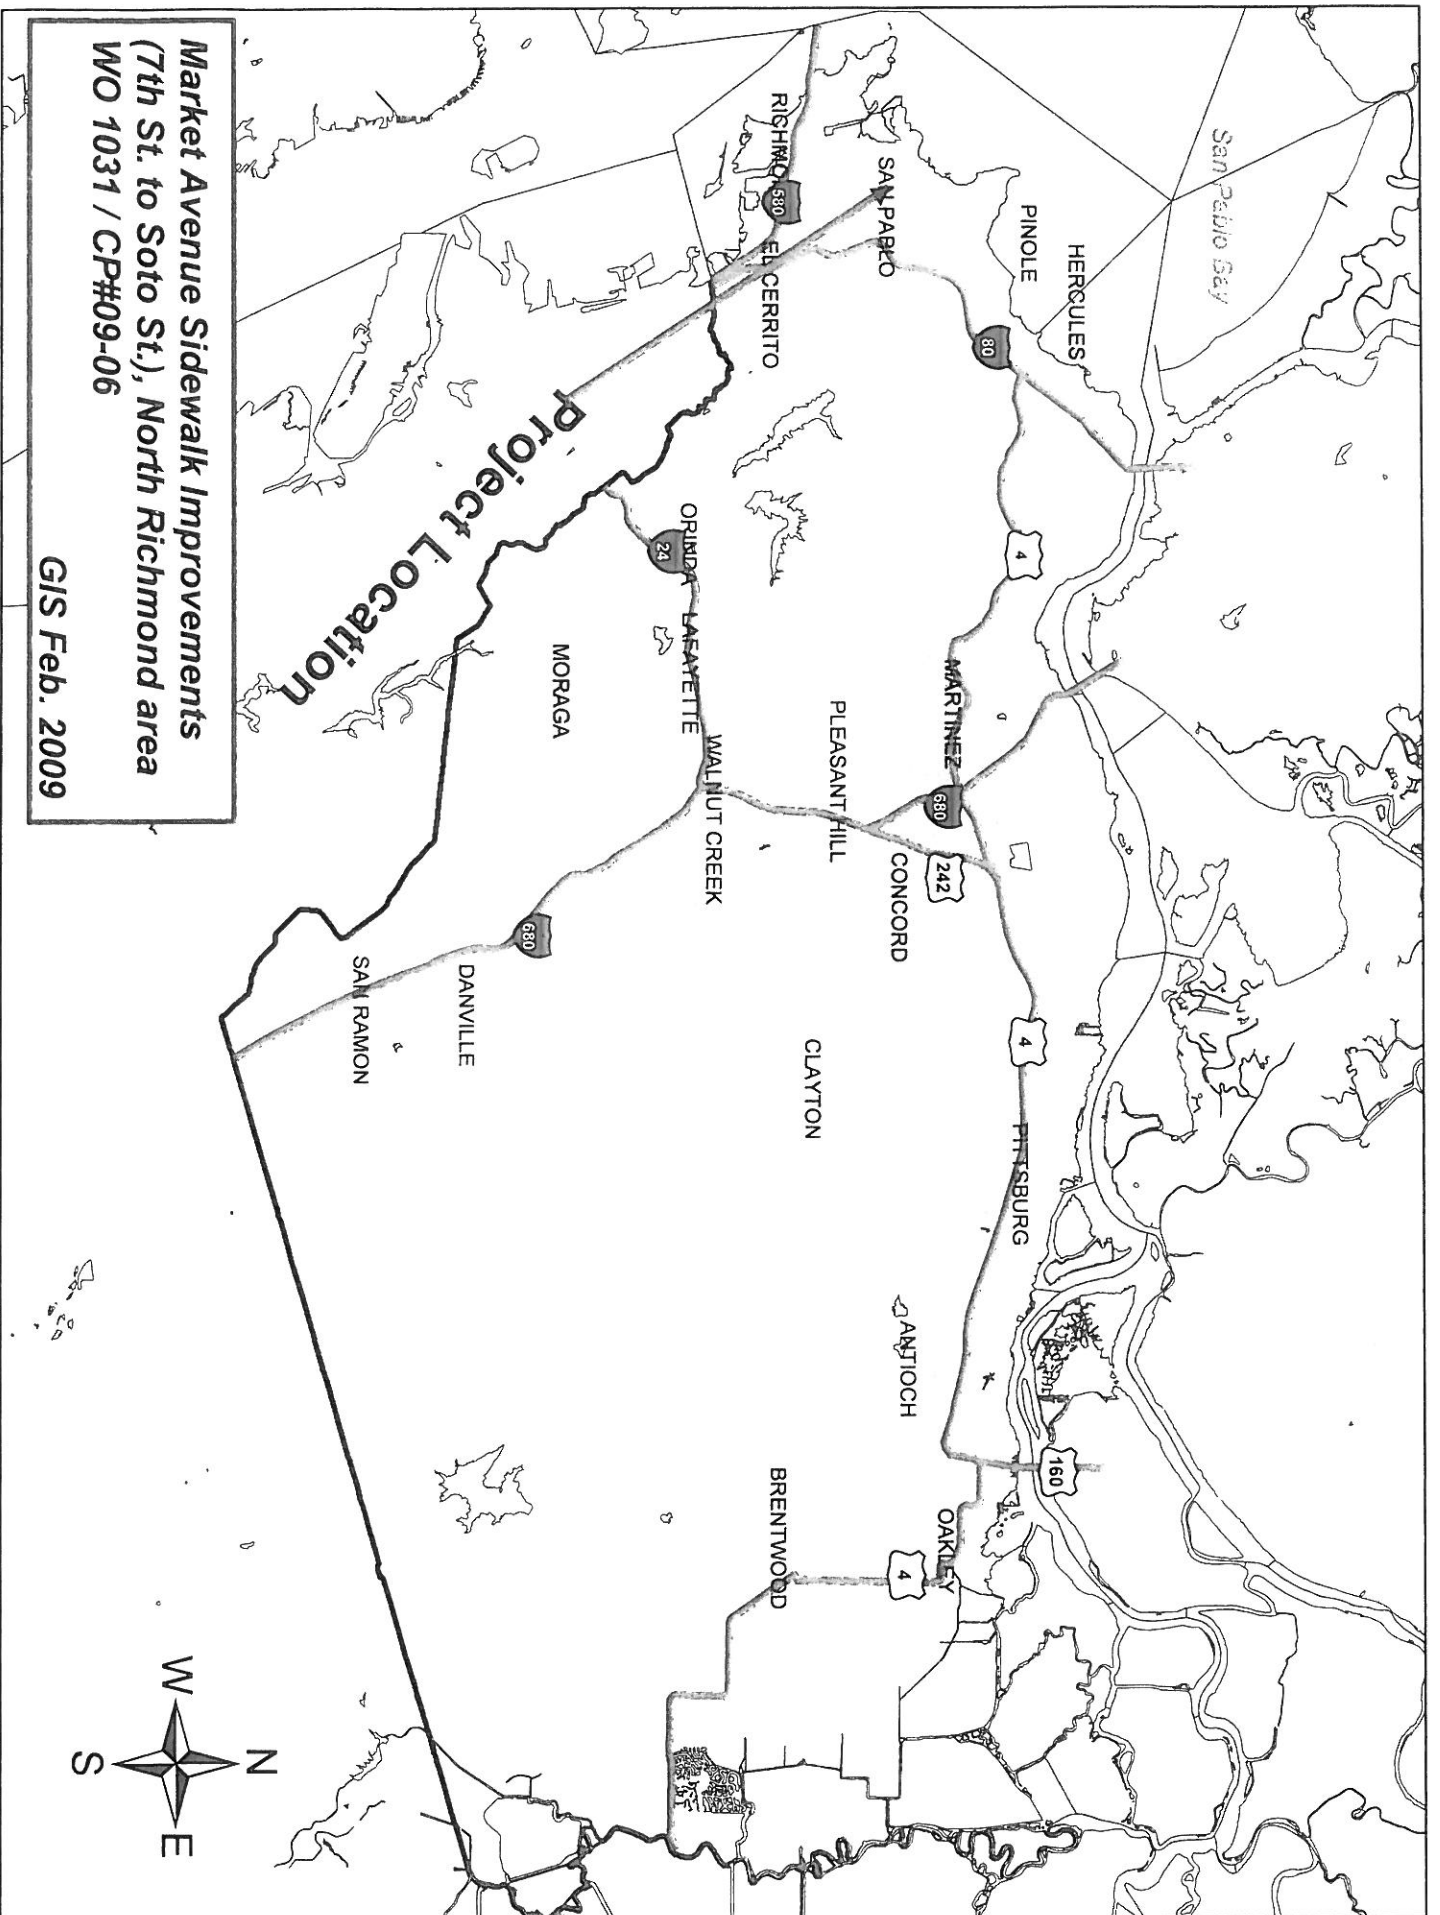 San Pablo Bay
HERCULES
PINOLE
80
SAN PABLO
RICHMO
580
EL CERRITO
4
MARTINEZ
680
242
CONCORD
PLEASANT HILL
4
PITTSBURG
160
ANTIOCH
OAKLEY
4
BRENTWOOD
CLAYTON
ORINDA
24
LAFAYETTE
WALNUT CREEK
MORAGA
680
DANVILLE
SAN RAMON
Project Location
N
W
E
S
Market Avenue Sidewalk Improvements
(7th St. to Soto St.), North Richmond area
WO 1031 / CP#09-06
GIS Feb. 2009